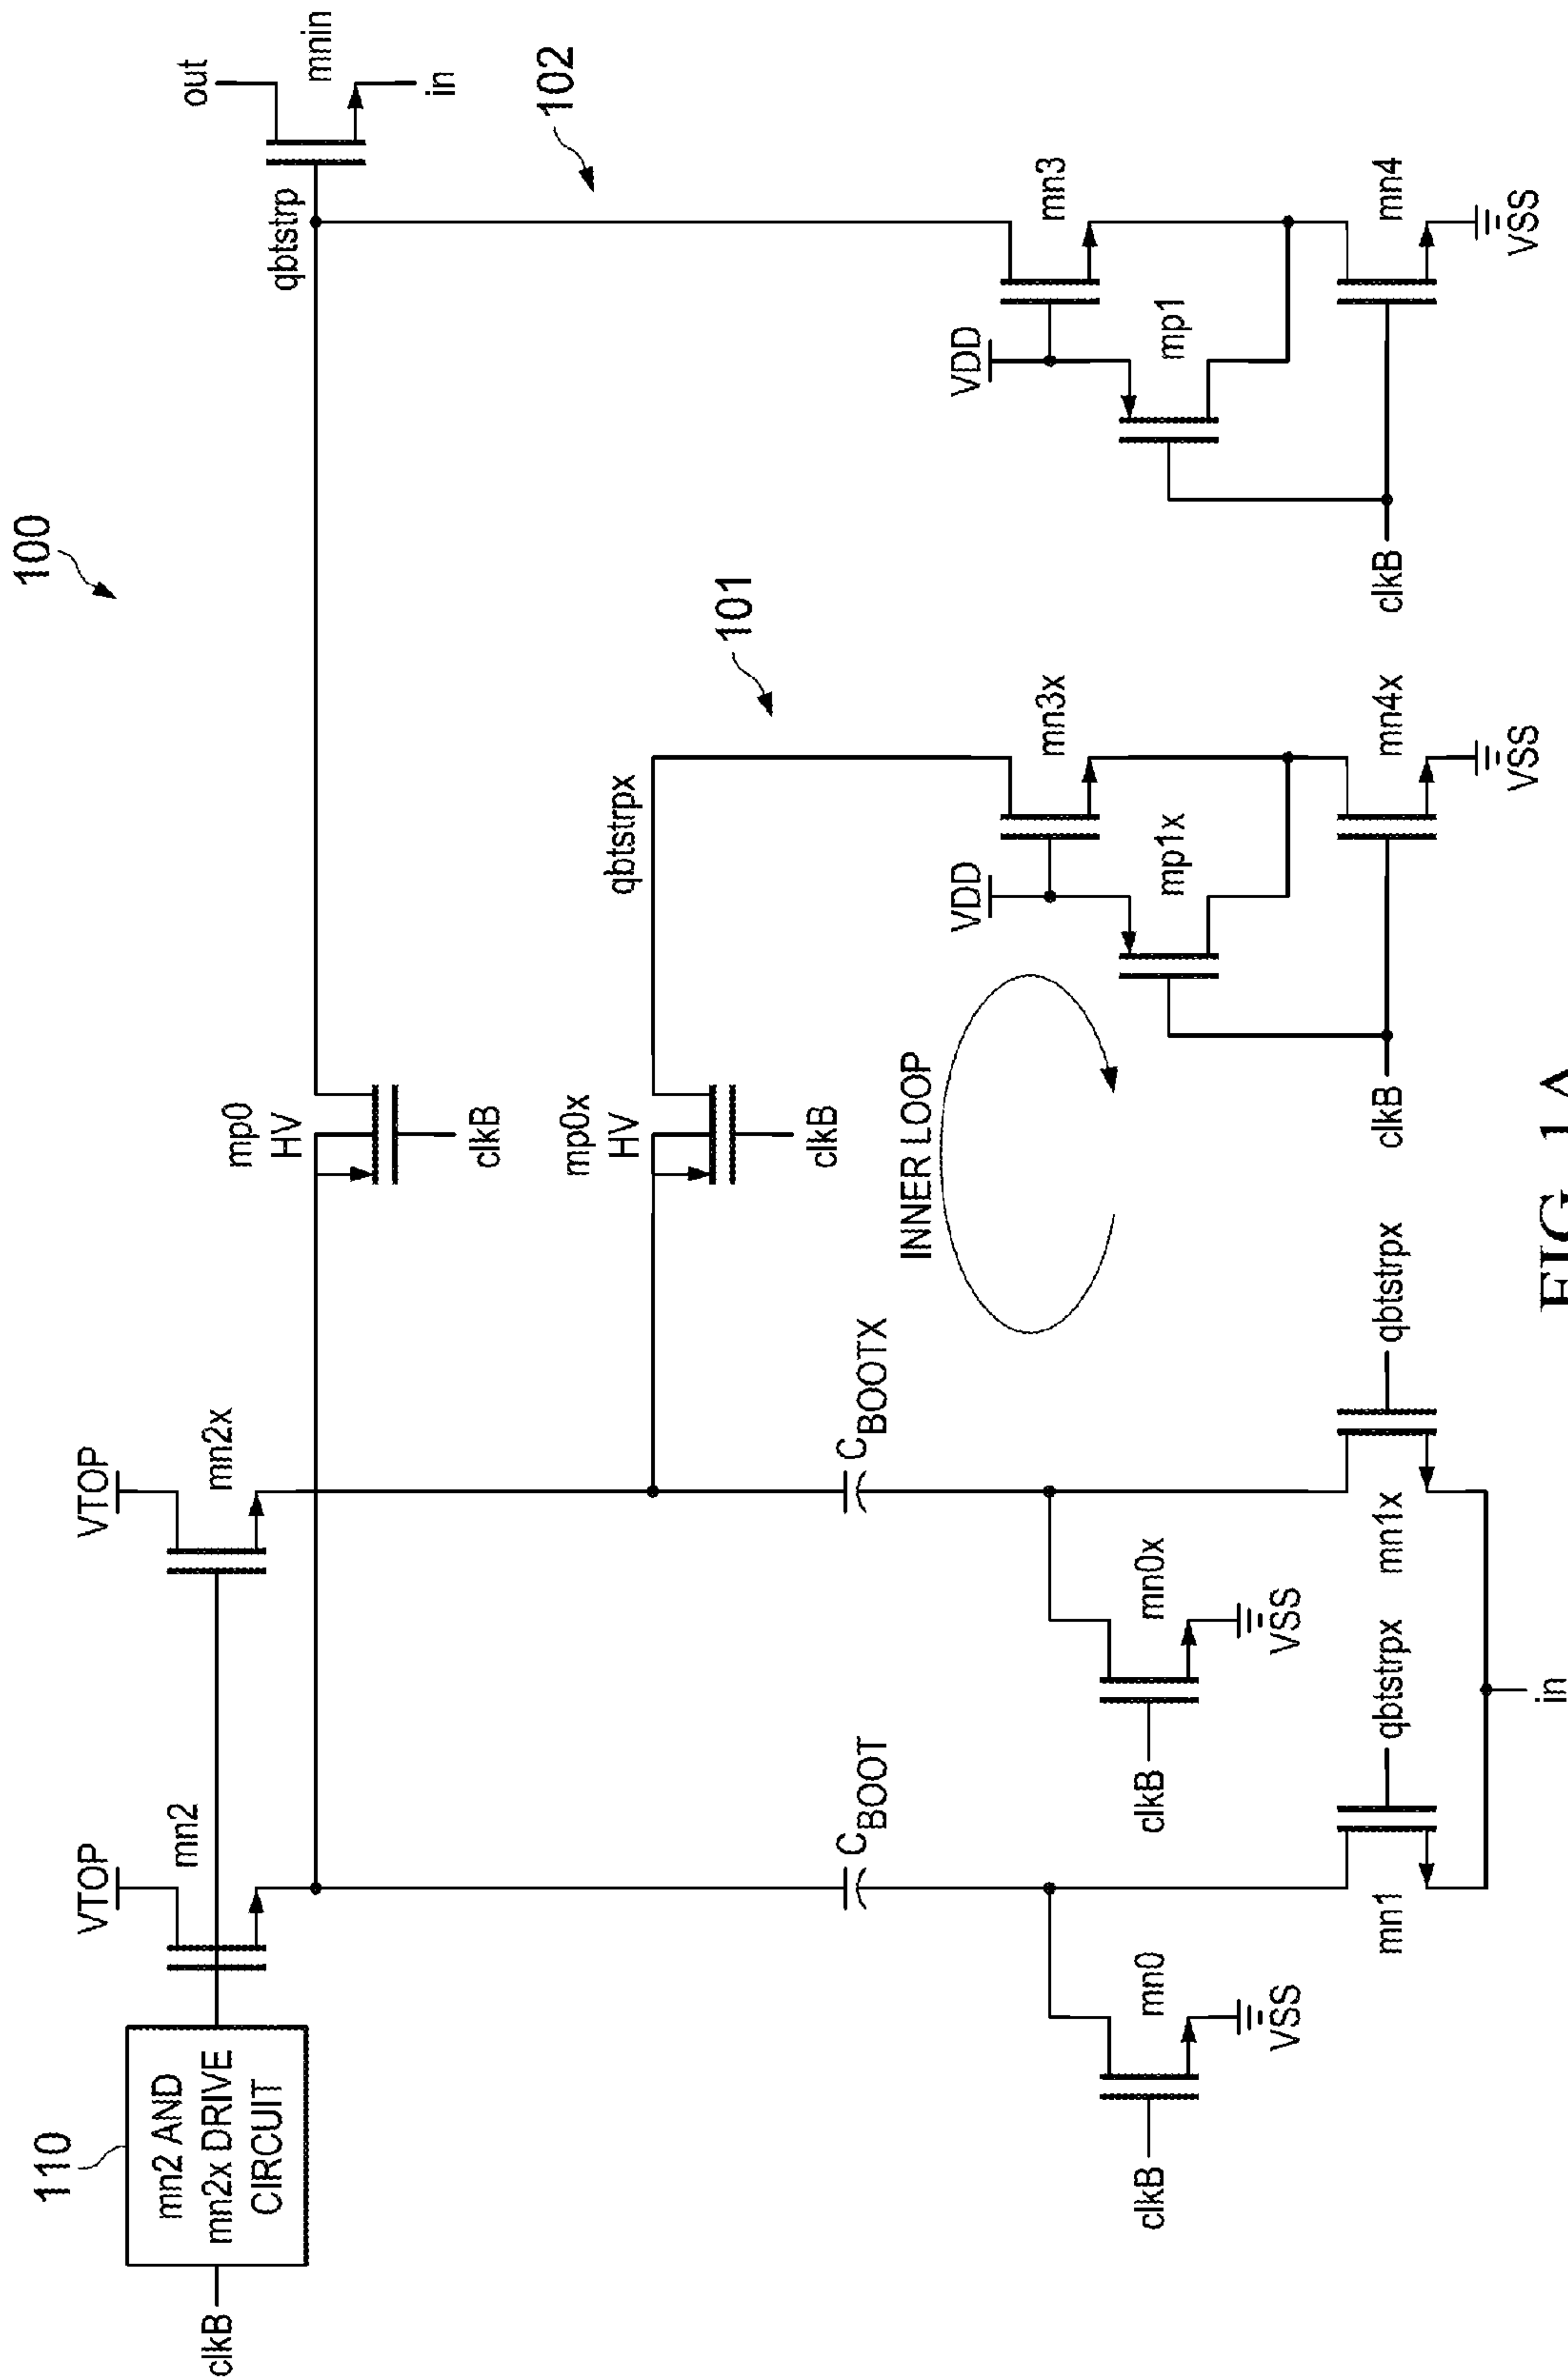 100
110
clkB
mn2 AND
mn2x DRIVE
CIRCUIT
VTOP
mn2
VTOP
mn2x
mp0
HV
clkB
qbtstrp
out
mnin
in
102
mp0x
HV
clkB
qbtstrpx
101
CBOOT
CBOOTX
INNER LOOP
VDD
mn3x
mp1x
clkB
mn4x
VSS
VDD
mn3
mp1
clkB
mn4
VSS
clkB
mn0
VSS
clkB
mn0x
VSS
mn1
qbtstrpx
mn1x
qbtstrpx
in